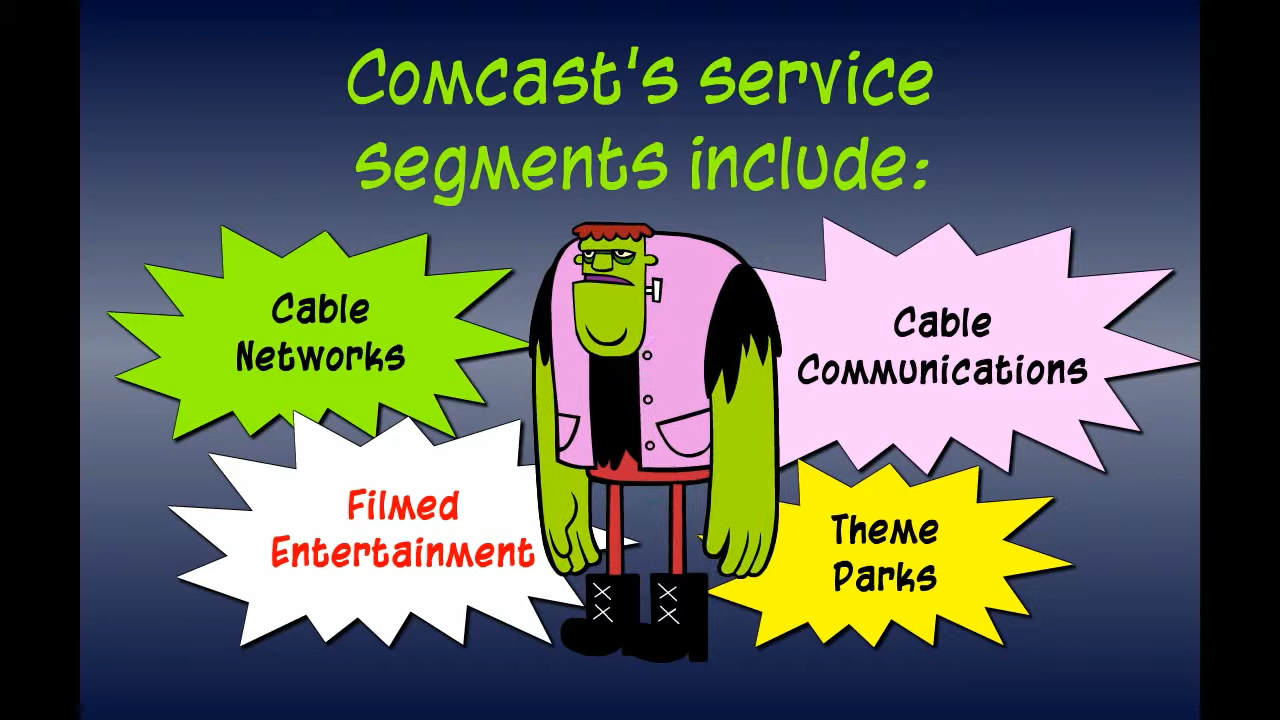 Comcast's service
segments include:
Cable
Networks
Cable
Communications
Filmed
Entertainment
Theme
Parks